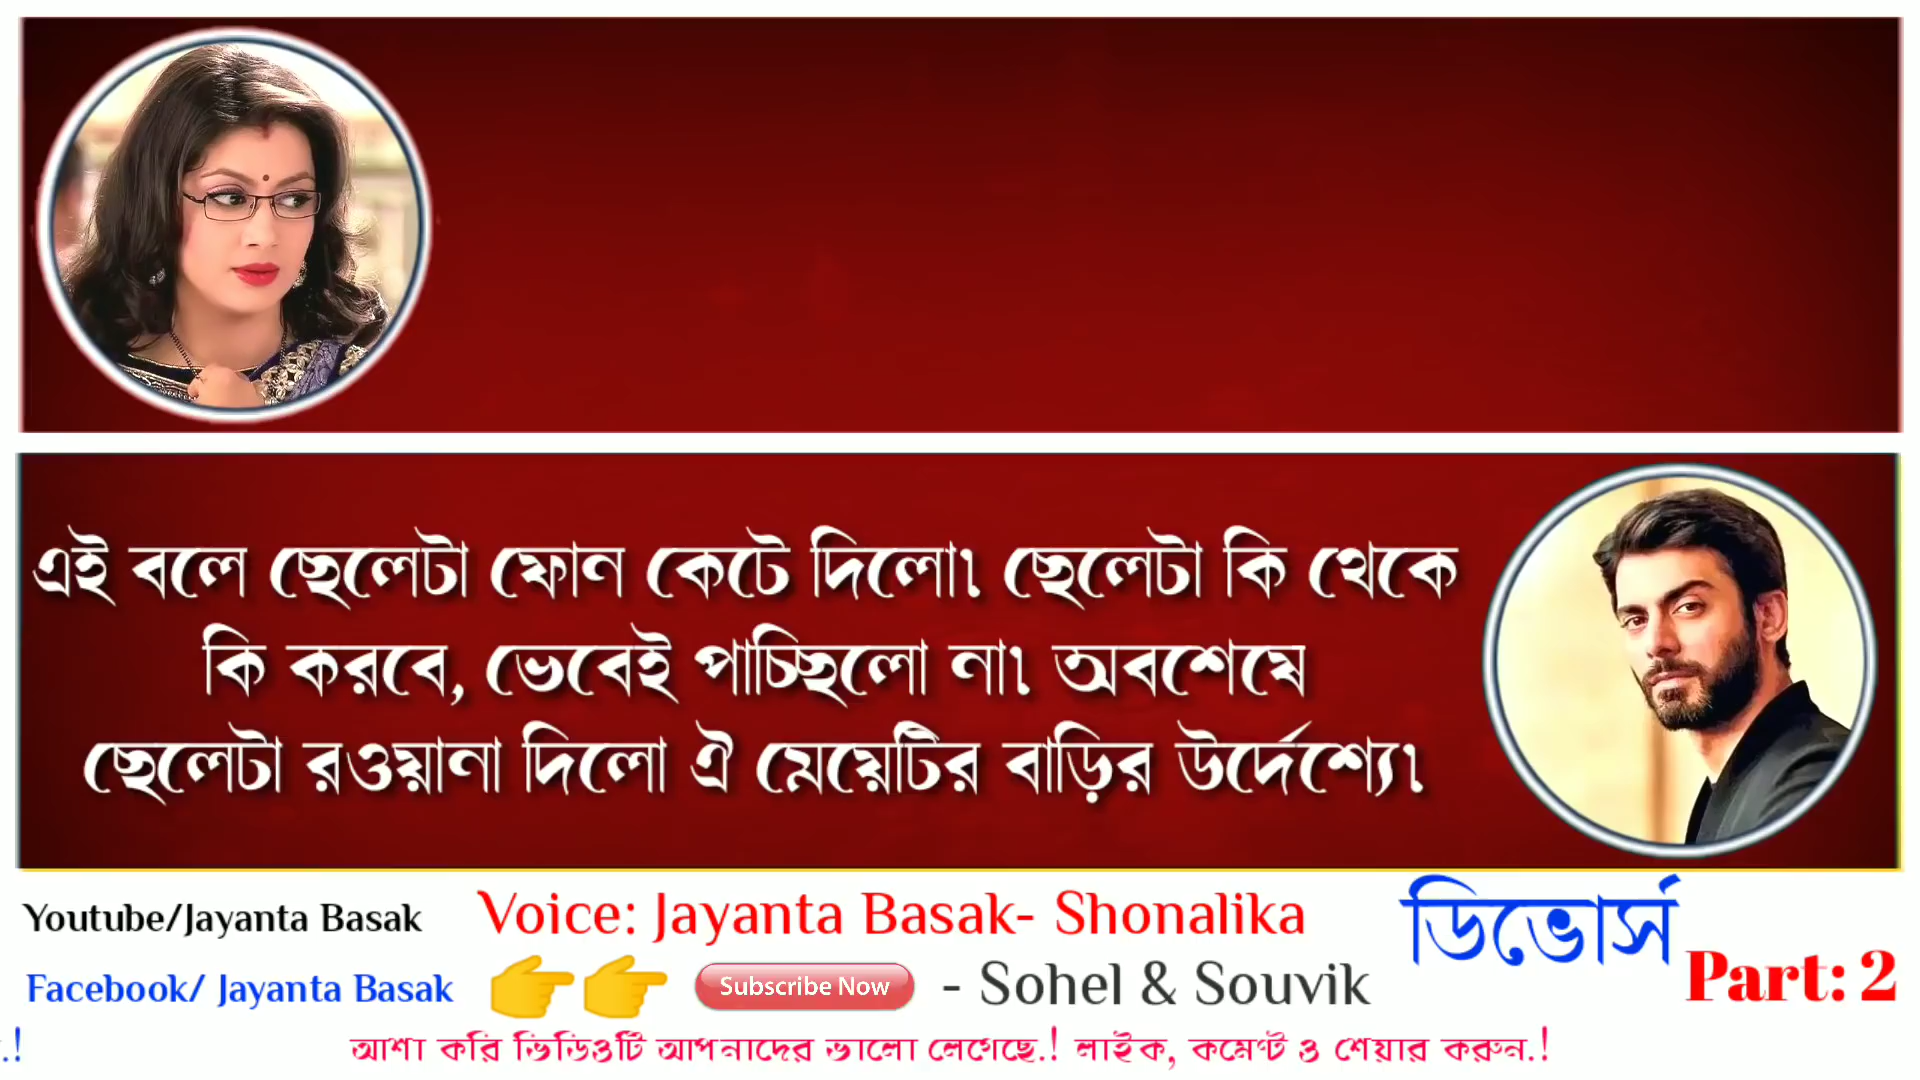 এই বলে ছেলেটা ফোন কেটে দিলো৷ ছেলেটা কি থেকে
কি করবে, ভেবেই পাচ্ছিলো না৷ অবশেষে
ছেলেটা রওয়ানা দিলো ঐ মেয়েটির বাড়ির উর্দেশ্যে৷
Youtube/Jayanta Basak
Voice: Jayanta Basak- Shonalika
ডিভোর্স
Facebook/ Jayanta Basak
Subscribe Now
- Sohel & Souvik
Part: 2
.!
আশা করি ভিডিওটি আপনাদের ভালো লেগেছে.! লাইক, কমেণ্ট ও শেয়ার করুন.!